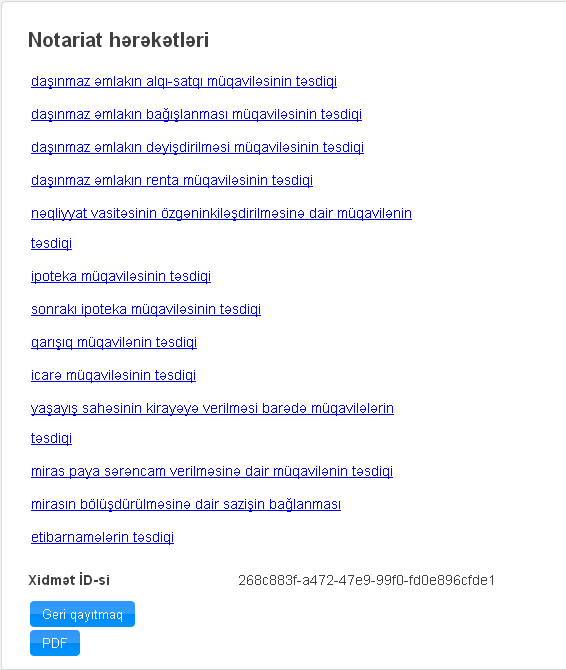 Notariat hərəkətləri
daşınmaz əmlakın alqı-satqı müqaviləsinin təsdiqi
daşınmaz əmlakın bağışlanması müqaviləsinin təsdiqi
daşınmaz əmlakın dəyişdirilməsi müqaviləsinin təsdiqi
daşınmaz əmlakın renta müqaviləsinin təsdiqi
nəqliyyat vasitəsinin özgəninkiləşdirilməsinə dair müqavilənin
təsdiqi
ipoteka müqaviləsinin təsdiqi
sonrakı ipoteka müqaviləsinin təsdiqi
qarışıq müqavilənin təsdiqi
icarə müqaviləsinin təsdiqi
yaşayış sahəsinin kirayəyə verilməsi barədə müqavilələrin
təsdiqi
miras paya sərəncam verilməsinə dair müqavilənin təsdiqi
mirasın bölüşdürülməsinə dair sazişin bağlanması
etibarnamələrin təsdiqi
Xidmət İD-si 268c883f-a472-47e9-99f0-fd0e896cfde1
Geri qayıtmaq
PDF